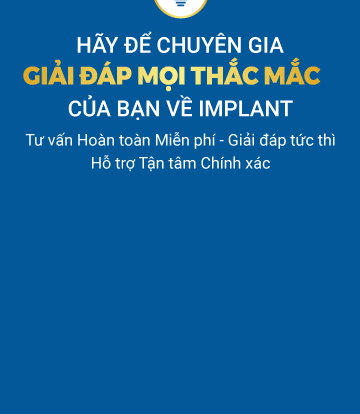 HÃY ĐỂ CHUYÊN GIA
GIẢI ĐÁP MỌI THẮC MẮC
CỦA BẠN VỀ IMPLANT
Tư vấn Hoàn toàn Miễn phí - Giải đáp tức thì
Hỗ trợ Tận tâm Chính xác